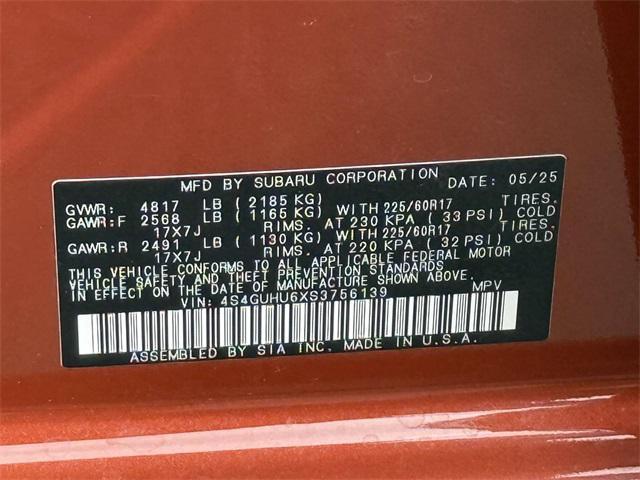 MFD BY SUBARU CORPORATION DATE: 05/25
GVWR: 4817 LB (2185 KG)
GAWR:F 2568 LB (1165 KG) WITH 225/60R17 TIRES.
17X7J RIMS. AT 230 KPA (33 PSI) COLD
GAWR:R 2491 LB (1130 KG) WITH 225/60R17 TIRES.
17X7J RIMS. AT 220 KPA (32 PSI) COLD
THIS VEHICLE CONFORMS TO ALL APPLICABLE FEDERAL MOTOR
VEHICLE SAFETY AND THEFT PREVENTION STANDARDS
IN EFFECT ON THE DATE OF MANUFACTURE SHOWN ABOVE.
VIN: 4S4GUHU6XS3756139 MPV
ASSEMBLED BY SIA INC. MADE IN U.S.A.